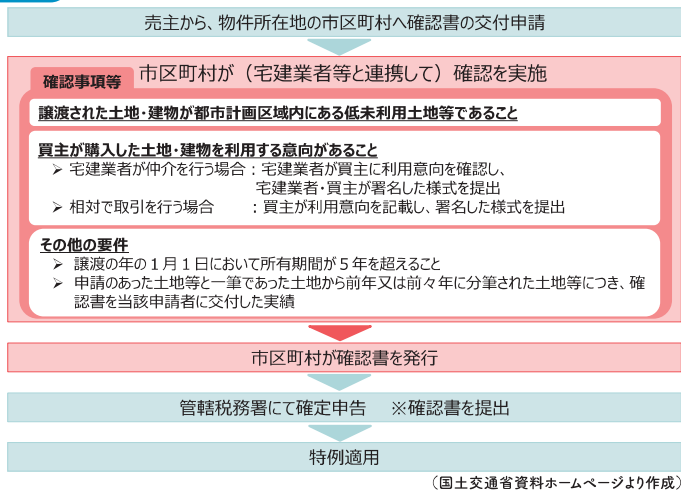 売主から、物件所在地の市区町村へ確認書の交付申請
市区町村が（宅建業者等と連携して）確認を実施
確認事項等
譲渡された土地・建物が都市計画区域内にある低未利用土地等であること
買主が購入した土地・建物を利用する意向があること
➢ 宅建業者が仲介を行う場合：宅建業者が買主に利用意向を確認し、
宅建業者・買主が署名した様式を提出
➢ 相対で取引を行う場合　　：買主が利用意向を記載し、署名した様式を提出
その他の要件
➢ 譲渡の年の１月１日において所有期間が５年を超えること
➢ 申請のあった土地等と一筆であった土地から前年又は前々年に分筆された土地等につき、確
認書を当該申請者に交付した実績
市区町村が確認書を発行
管轄税務署にて確定申告　※確認書を提出
特例適用
（国土交通省資料ホームページより作成）